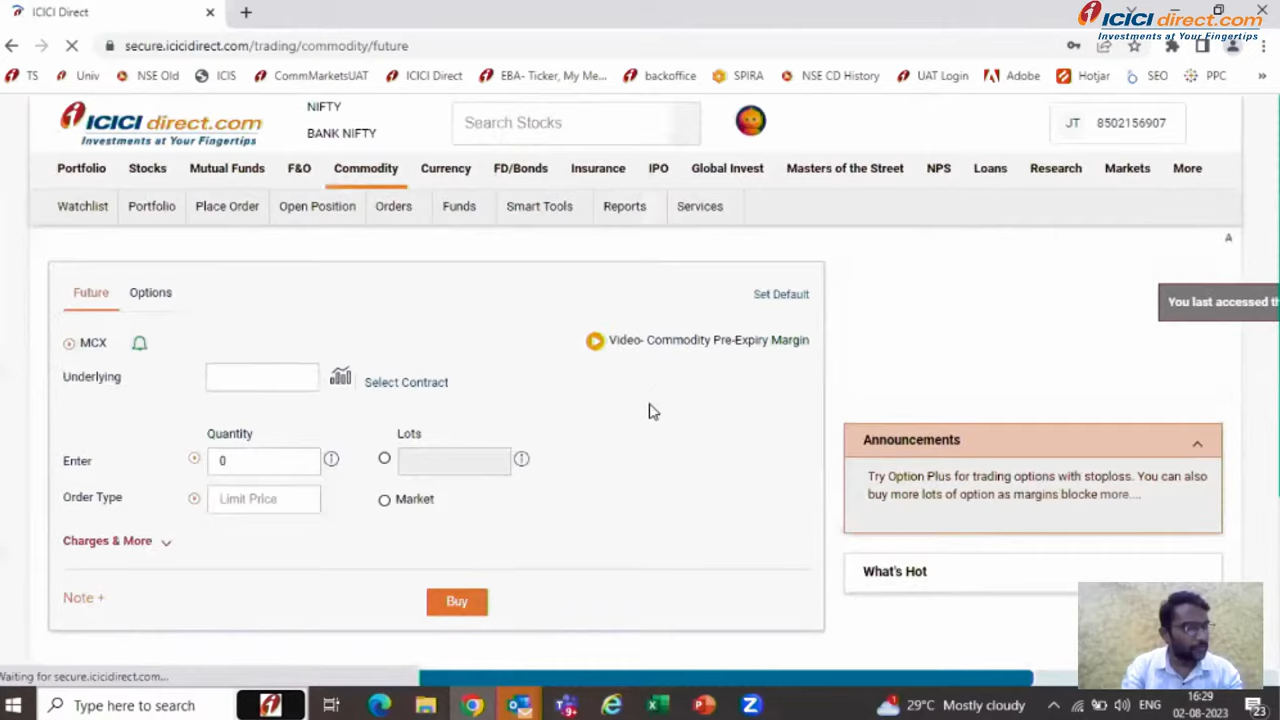 ICICI Direct
ICICI direct.com
Investments at Your Fingertips
secure.icicidirect.com/trading/commodity/future
TS Univ NSE Old ICIS CommMarketsUAT ICICI Direct EBA- Ticker, My Me... backoffice SPIRA NSE CD History UAT Login Adobe Hotjar SEO PPC
ICICI direct.com
Investments at Your Fingertips
NIFTY
BANK NIFTY
Search Stocks
JT 8502156907
Portfolio Stocks Mutual Funds F&O Commodity Currency FD/Bonds Insurance IPO Global Invest Masters of the Street NPS Loans Research Markets More
Watchlist Portfolio Place Order Open Position Orders Funds Smart Tools Reports Services
A
Future Options Set Default
You last accessed th
MCX Video- Commodity Pre-Expiry Margin
Underlying Select Contract
Quantity Lots
Enter 0
Order Type Limit Price Market
Charges & More
Note + Buy
Announcements
Try Option Plus for trading options with stoploss. You can also
buy more lots of option as margins blocke more....
What's Hot
Waiting for secure.icicidirect.com...
Type here to search
29°C Mostly cloudy ENG 16:29
02-08-2023 23